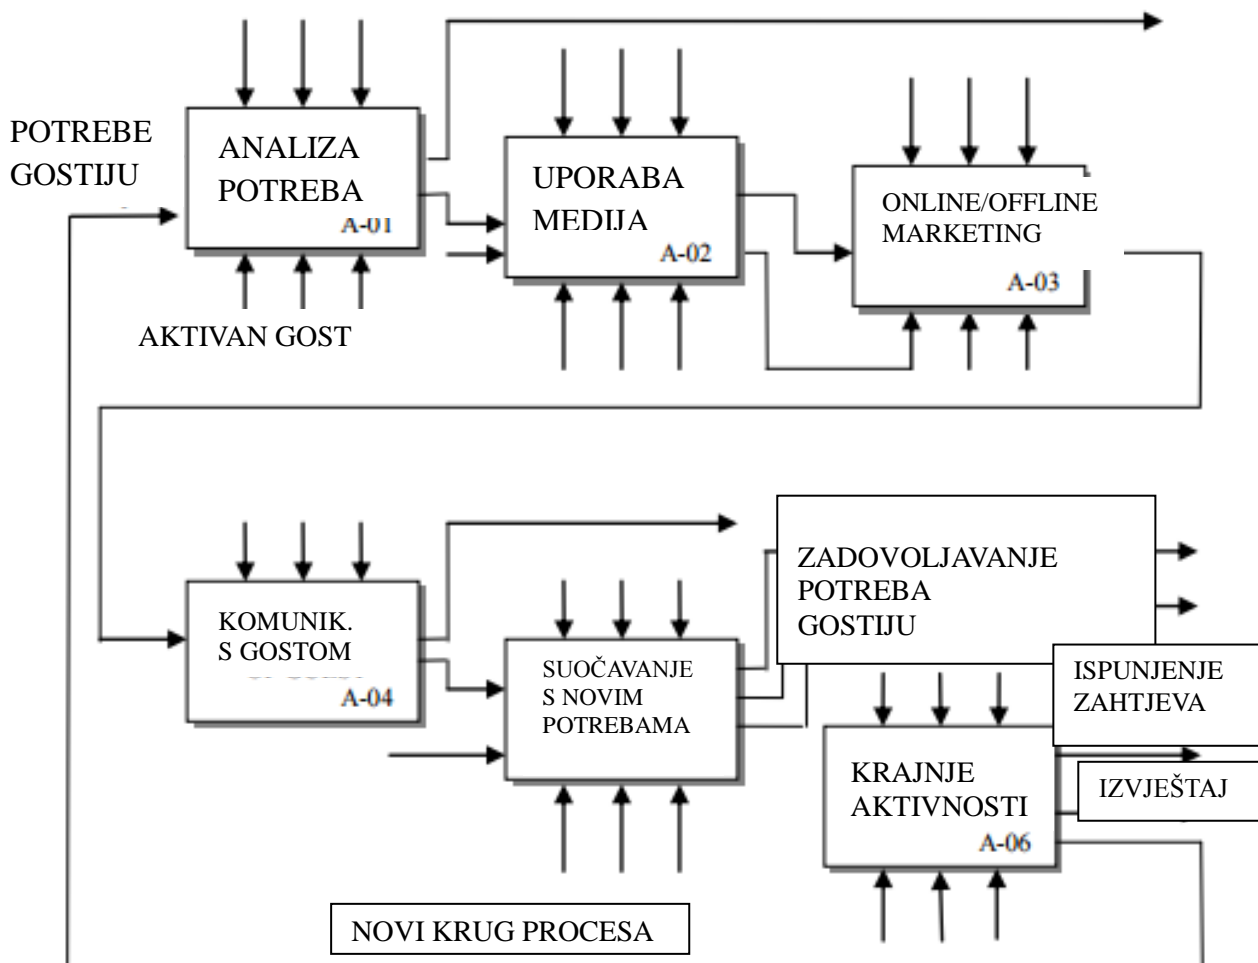 POTREBE
GOSTIJU
ANALIZA
POTREBA
A-01
AKTIVAN GOST
UPORABA
MEDIJA
A-02
ONLINE/OFFLINE
MARKETING
A-03
KOMUNIK.
S GOSTOM
A-04
SUOČAVANJE
S NOVIM
POTREBAMA
ZADOVOLJAVANJE
POTREBA
GOSTIJU
ISPUNJENJE
ZAHTJEVA
KRAJNJE
AKTIVNOSTI
A-06
IZVJEŠTAJ
NOVI KRUG PROCESA